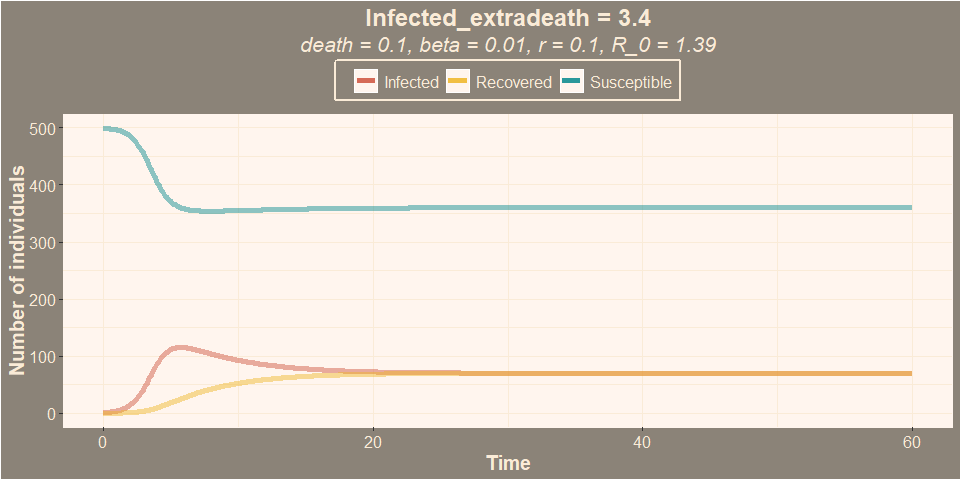 Infected_extradeath = 3.4
death = 0.1, beta = 0.01, r = 0.1, R_0 = 1.39
Infected Recovered Susceptible
Number of individuals
500
400
300
200
100
0
0 20 40 60
Time